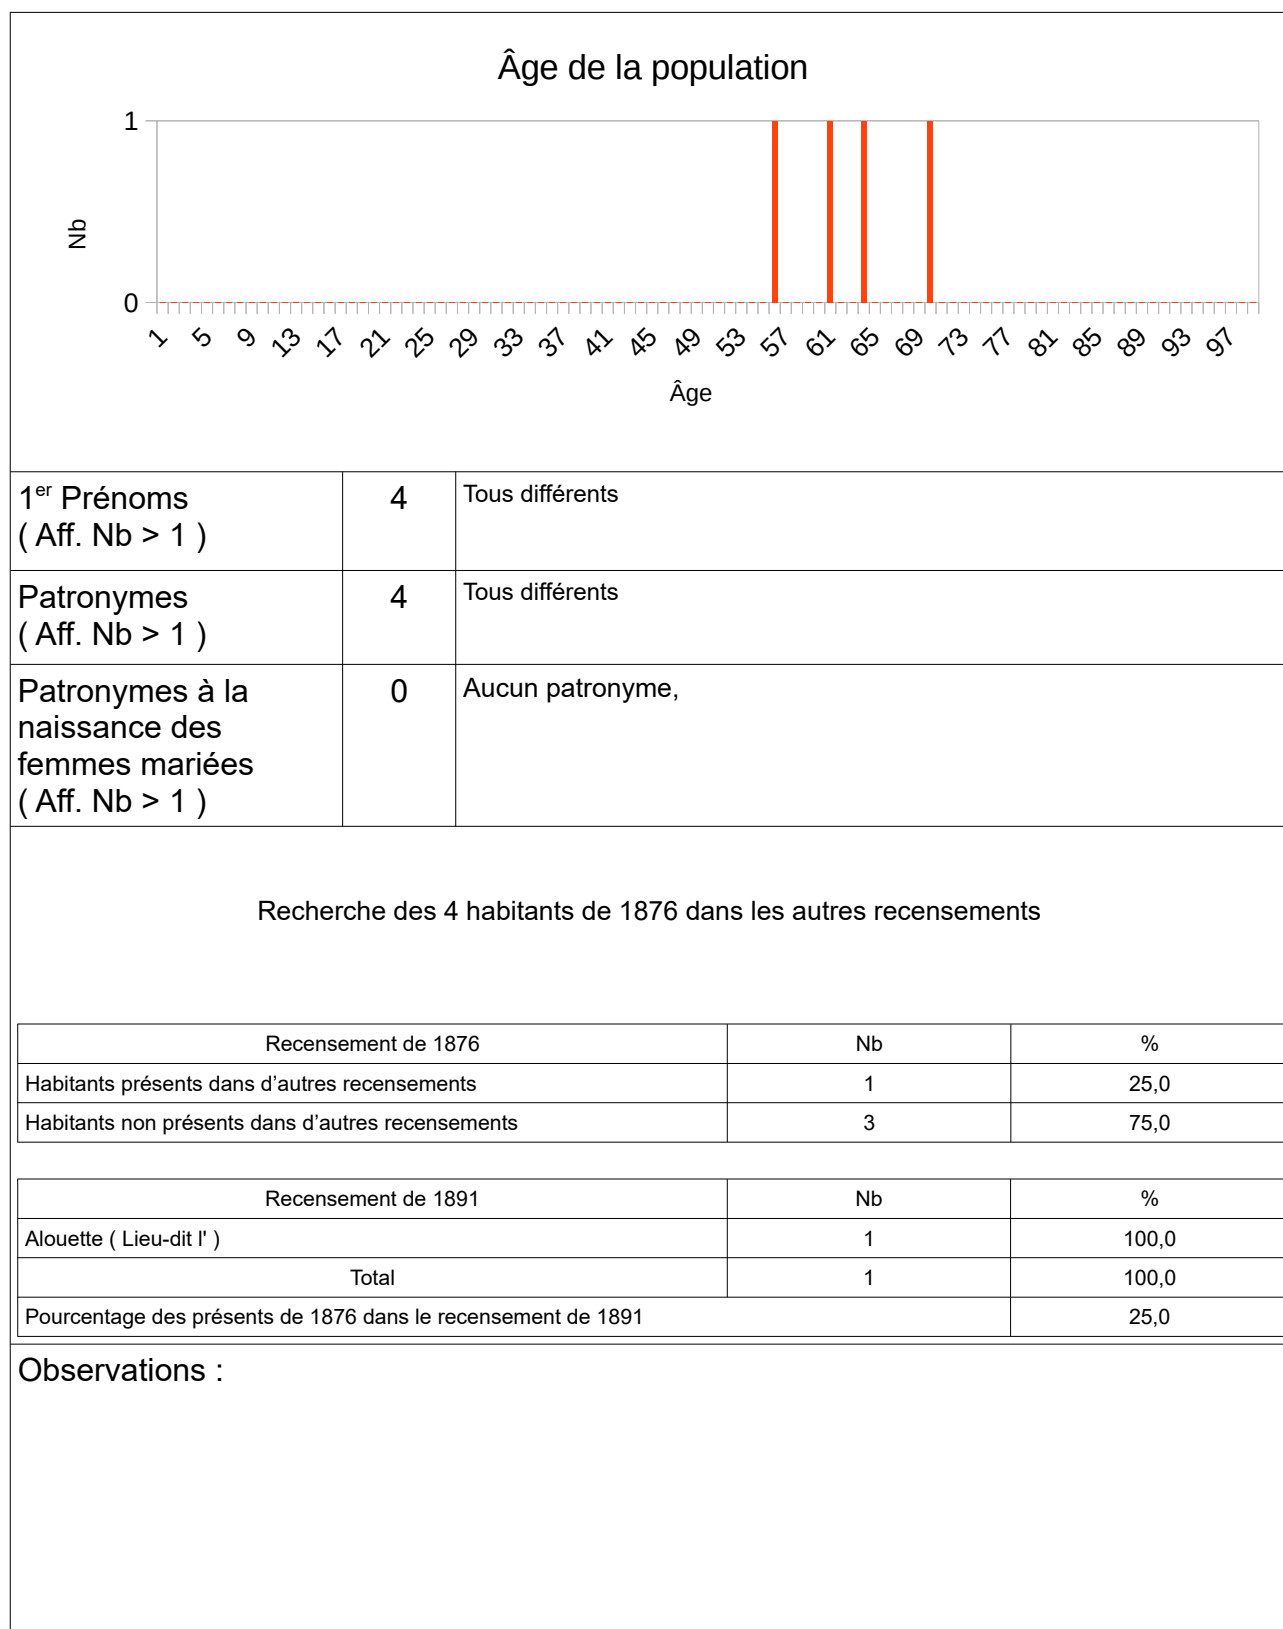 Âge de la population
1
Nb
0
1 5 9 13 17 21 25 29 33 37 41 45 49 53 57 61 65 69 73 77 81 85 89 93 97
Âge
1er Prénoms
( Aff. Nb > 1 )
4
Tous différents
Patronymes
( Aff. Nb > 1 )
4
Tous différents
Patronymes à la
naissance des
femmes mariées
( Aff. Nb > 1 )
0
Aucun patronyme,
Recherche des 4 habitants de 1876 dans les autres recensements
Recensement de 1876 Nb %
Habitants présents dans d’autres recensements 1 25,0
Habitants non présents dans d’autres recensements 3 75,0
Recensement de 1891 Nb %
Alouette ( Lieu-dit l' ) 1 100,0
Total 1 100,0
Pourcentage des présents de 1876 dans le recensement de 1891 25,0
Observations :